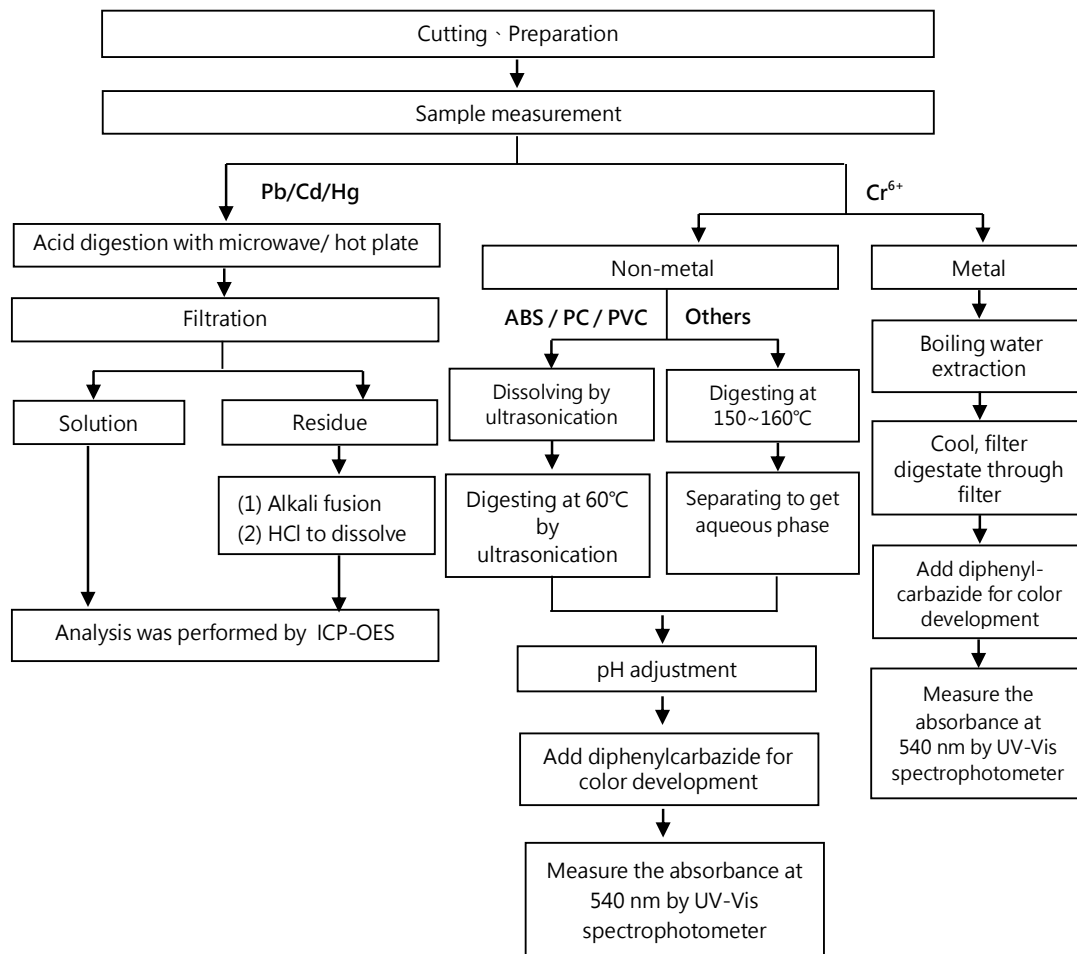 Cutting、Preparation
Sample measurement
Pb/Cd/Hg
Cr⁶⁺
Acid digestion with microwave/ hot plate
Non-metal
Metal
Filtration
ABS / PC / PVC
Others
Boiling water
extraction
Solution
Residue
Dissolving by
ultrasonication
Digesting at
150~160℃
Cool, filter
digestate through
filter
(1) Alkali fusion
(2) HCl to dissolve
Digesting at 60℃
by
ultrasonication
Separating to get
aqueous phase
Add diphenyl-
carbazide for color
development
Analysis was performed by ICP-OES
pH adjustment
Measure the
absorbance at
540 nm by UV-Vis
spectrophotometer
Add diphenylcarbazide for
color development
Measure the absorbance at
540 nm by UV-Vis
spectrophotometer